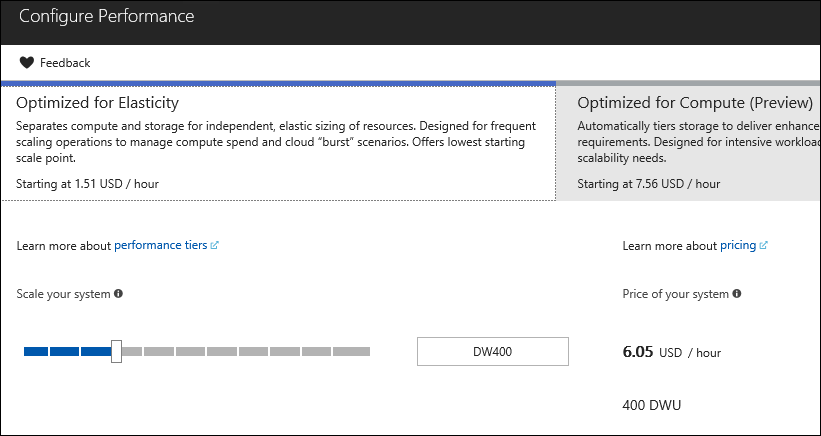 Configure Performance
Feedback
Optimized for Elasticity
Separates compute and storage for independent, elastic sizing of resources. Designed for frequent
scaling operations to manage compute spend and cloud “burst” scenarios. Offers lowest starting
scale point.
Starting at 1.51 USD / hour
Optimized for Compute (Preview)
Automatically tiers storage to deliver enhance
requirements. Designed for intensive workload
scalability needs.
Starting at 7.56 USD / hour
Learn more about performance tiers
Learn more about pricing
Scale your system
Price of your system
DW400
6.05 USD / hour
400 DWU